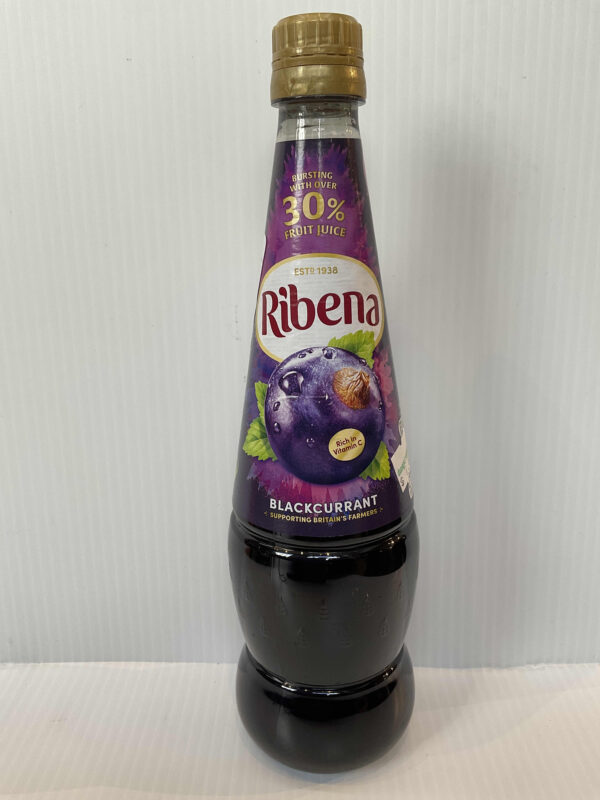 BURSTING
WITH OVER
30%
FRUIT JUICE
ESTD 1938
Ribena
Rich in
Vitamin C
BLACKCURRANT
SUPPORTING BRITAIN'S FARMERS